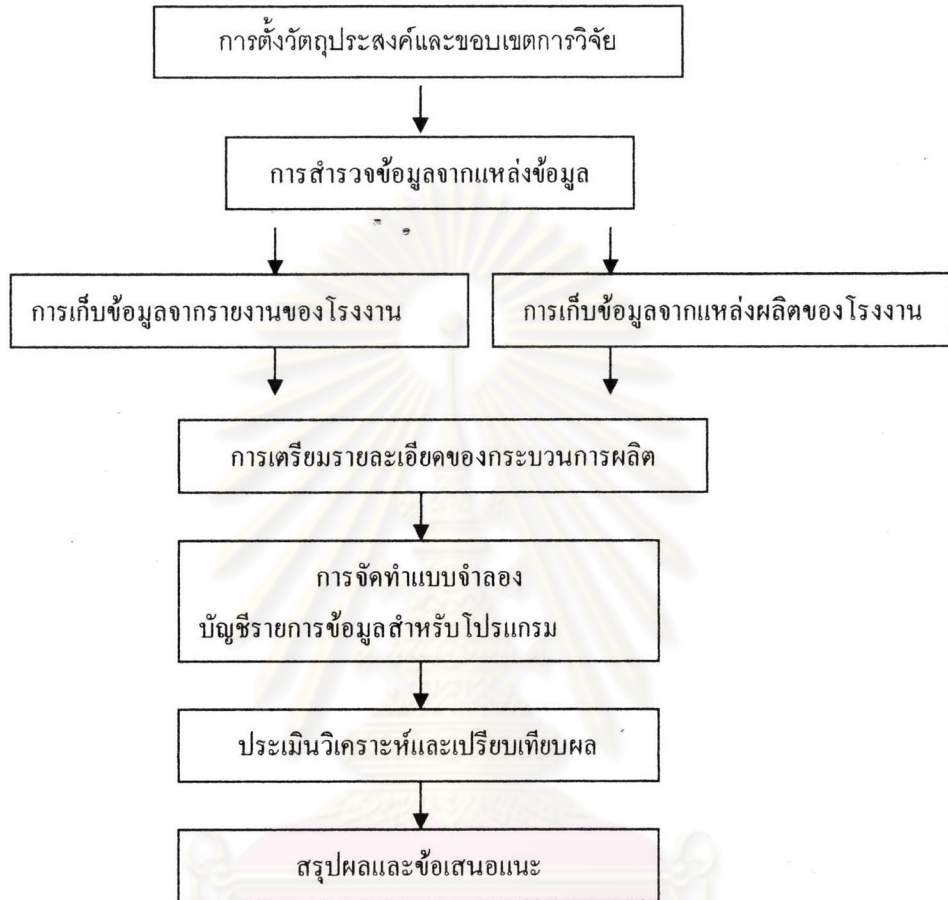 การตั้งวัตถุประสงค์และขอบเขตการวิจัย
การสำรวจข้อมูลจากแหล่งข้อมูล
การเก็บข้อมูลจากรายงานของโรงงาน
การเก็บข้อมูลจากแหล่งผลิตของโรงงาน
การเตรียมรายละเอียดของกระบวนการผลิต
การจัดทำแบบจำลอง
บัญชีรายการข้อมูลสำหรับโปรแกรม
ประเมินวิเคราะห์และเปรียบเทียบผล
สรุปผลและข้อเสนอแนะ